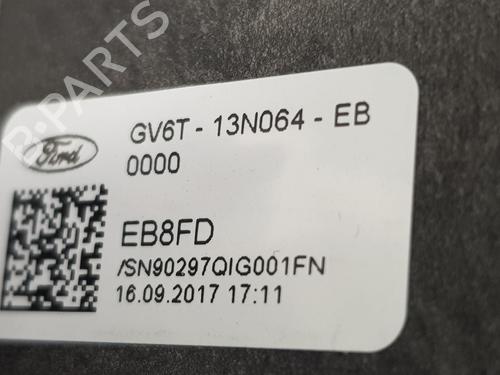 B-PARTS
Ford
GV6T - 13N064 - EB
0000
EB8FD
/SN90297QIG001FN
16.09.2017 17:11